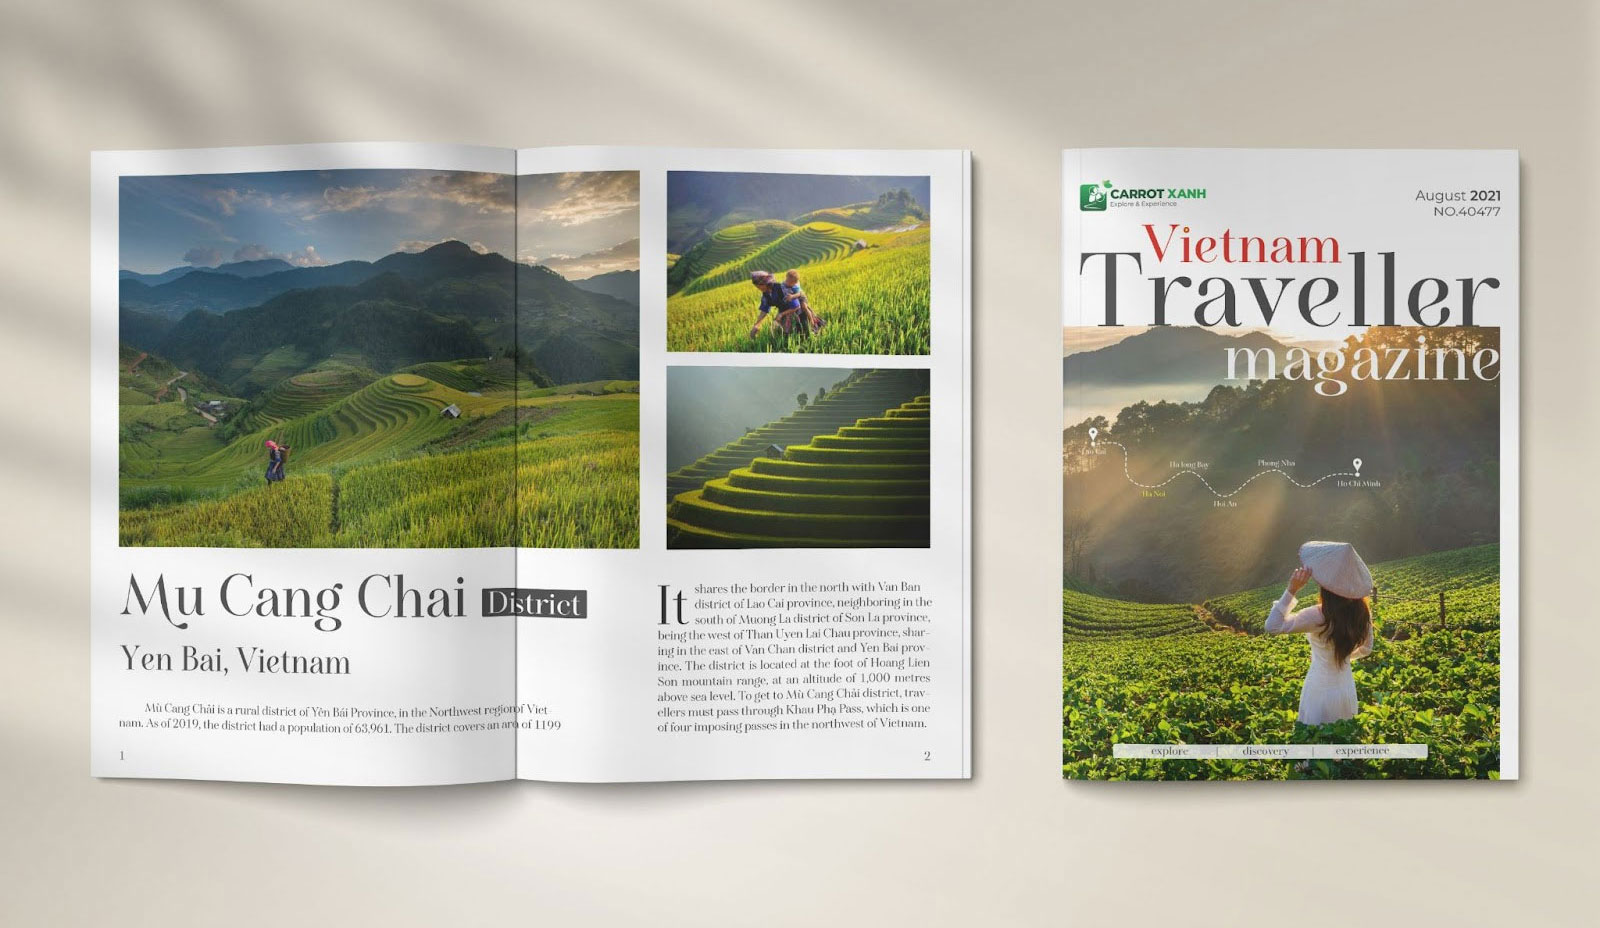 Mu Cang Chai District
Yen Bai, Vietnam
Mù Cang Chải is a rural district of Yên Bái Province, in the Northwest region of Viet-
nam. As of 2019, the district had a population of 63,961. The district covers an area of 1199
1
It shares the border in the north with Van Ban
district of Lao Cai province, neighboring in the
south of Muong La district of Son La province,
being the west of Than Uyen Lai Chau province, shar-
ing in the east of Van Chan district and Yen Bai prov-
ince. The district is located at the foot of Hoang Lien
Son mountain range, at an altitude of 1,000 metres
above sea level. To get to Mù Cang Chải district, trav-
ellers must pass through Khau Phạ Pass, which is one
of four imposing passes in the northwest of Vietnam.
2
CARROT XANH
Explore & Experience
August 2021
NO.40477
Vietnam
Traveller
magazine
Lao Cai
Ha Noi
Ha long Bay
Hoi An
Phong Nha
Ho Chi Minh
explore | discovery | experience